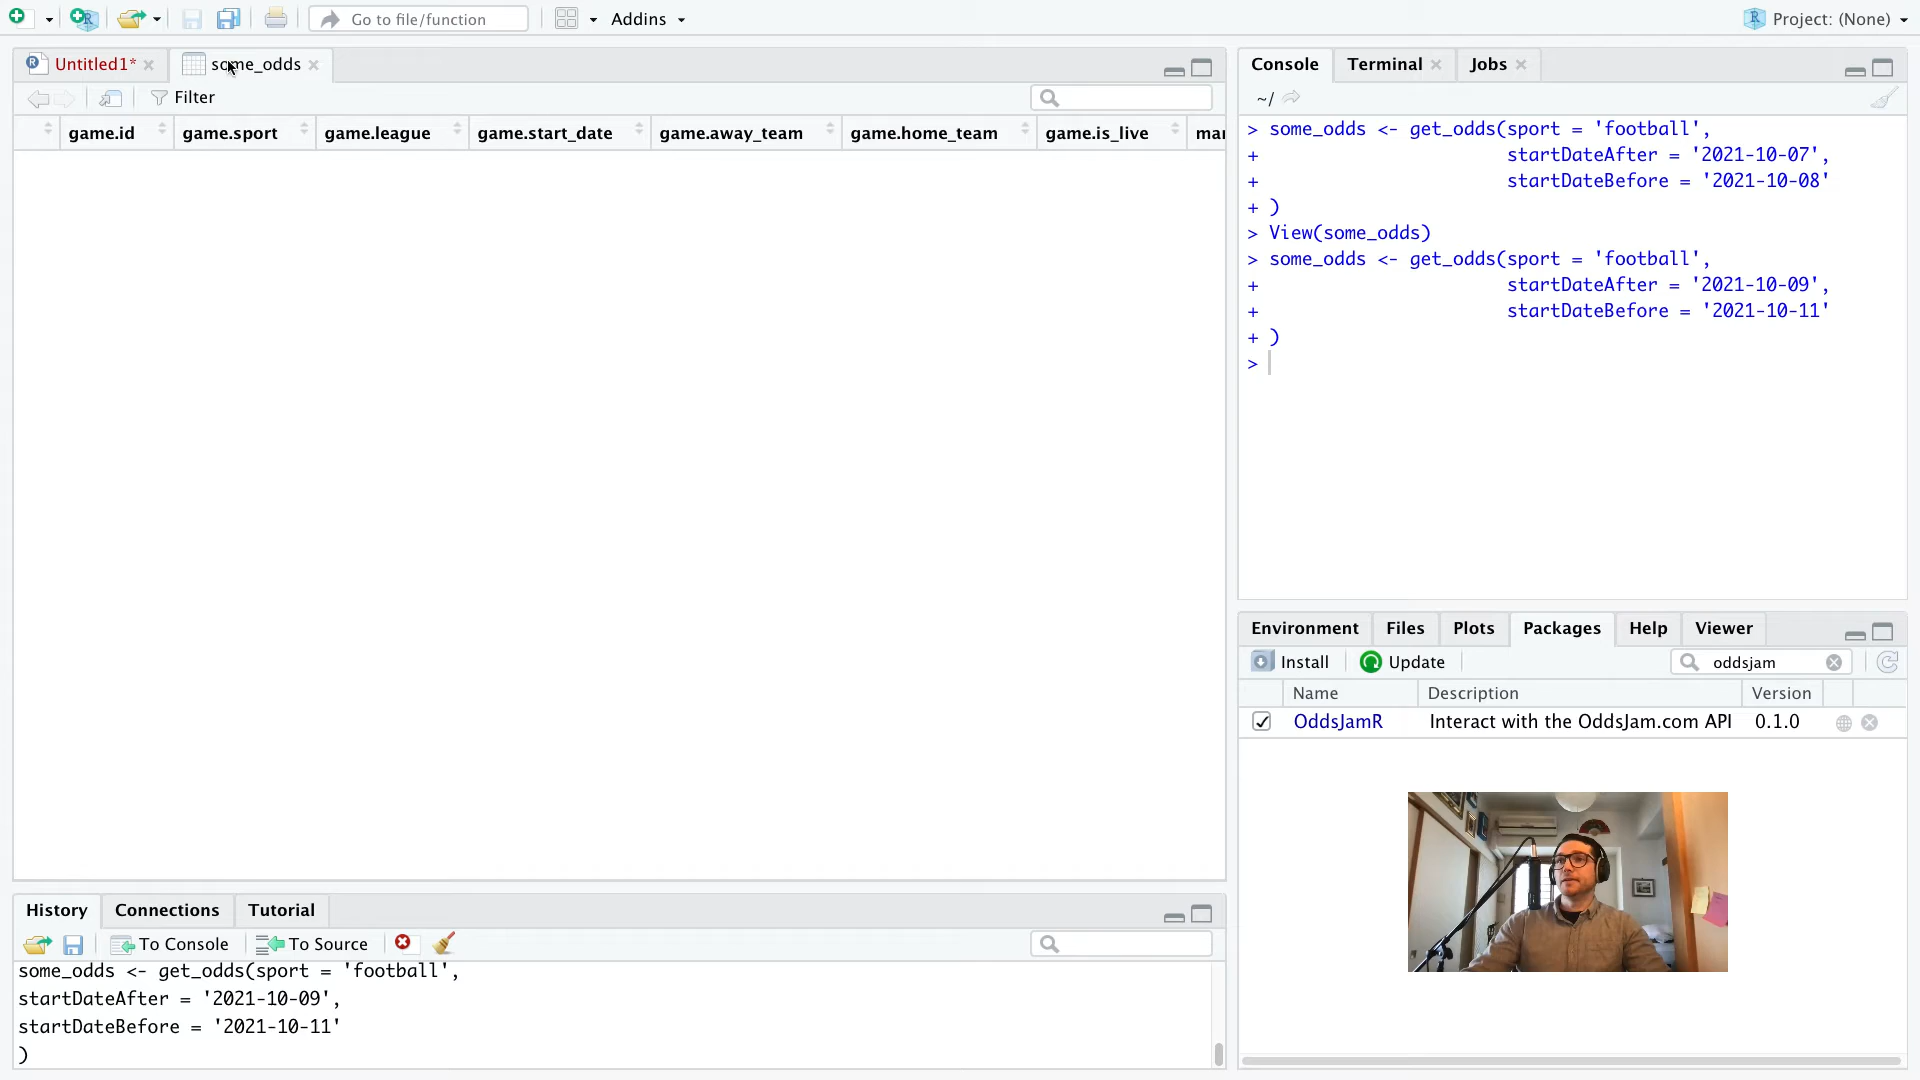 Go to file/function
Addins
Project: (None)
Untitled1*
some_odds
Filter
game.id
game.sport
game.league
game.start_date
game.away_team
game.home_team
game.is_live
mar
Console
Terminal
Jobs
~/
> some_odds <- get_odds(sport = 'football',
+ startDateAfter = '2021-10-07',
+ startDateBefore = '2021-10-08'
+ )
> View(some_odds)
> some_odds <- get_odds(sport = 'football',
+ startDateAfter = '2021-10-09',
+ startDateBefore = '2021-10-11'
+ )
>
Environment
Files
Plots
Packages
Help
Viewer
Install
Update
oddsjam
Name
Description
Version
OddsJamR
Interact with the OddsJam.com API
0.1.0
History
Connections
Tutorial
To Console
To Source
some_odds <- get_odds(sport = 'football',
startDateAfter = '2021-10-09',
startDateBefore = '2021-10-11'
)